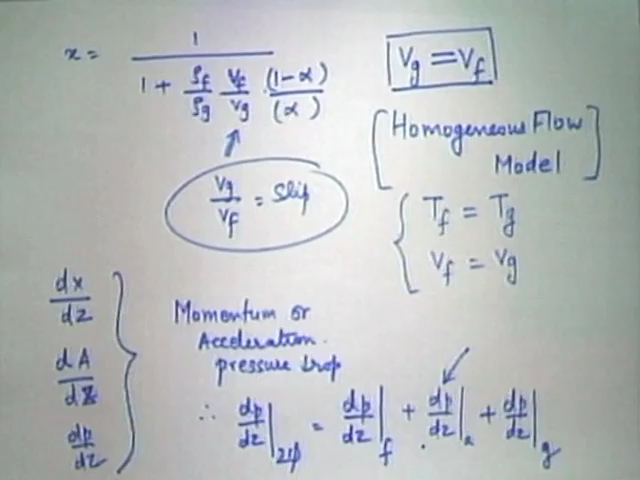 x = 1 / (1 + ρf/ρg Vf/Vg · (1-α)/(α))
Vg = Vf
[Homogeneous Flow
Model]
Vg/Vf = Slip
{ Tf = Tg
Vf = Vg
dx/dz
dA/dz
dp/dz }
Momentum or
Acceleration.
pressure drop
∴ dp/dz|2φ = dp/dz|f + dp/dz|a + dp/dz|g